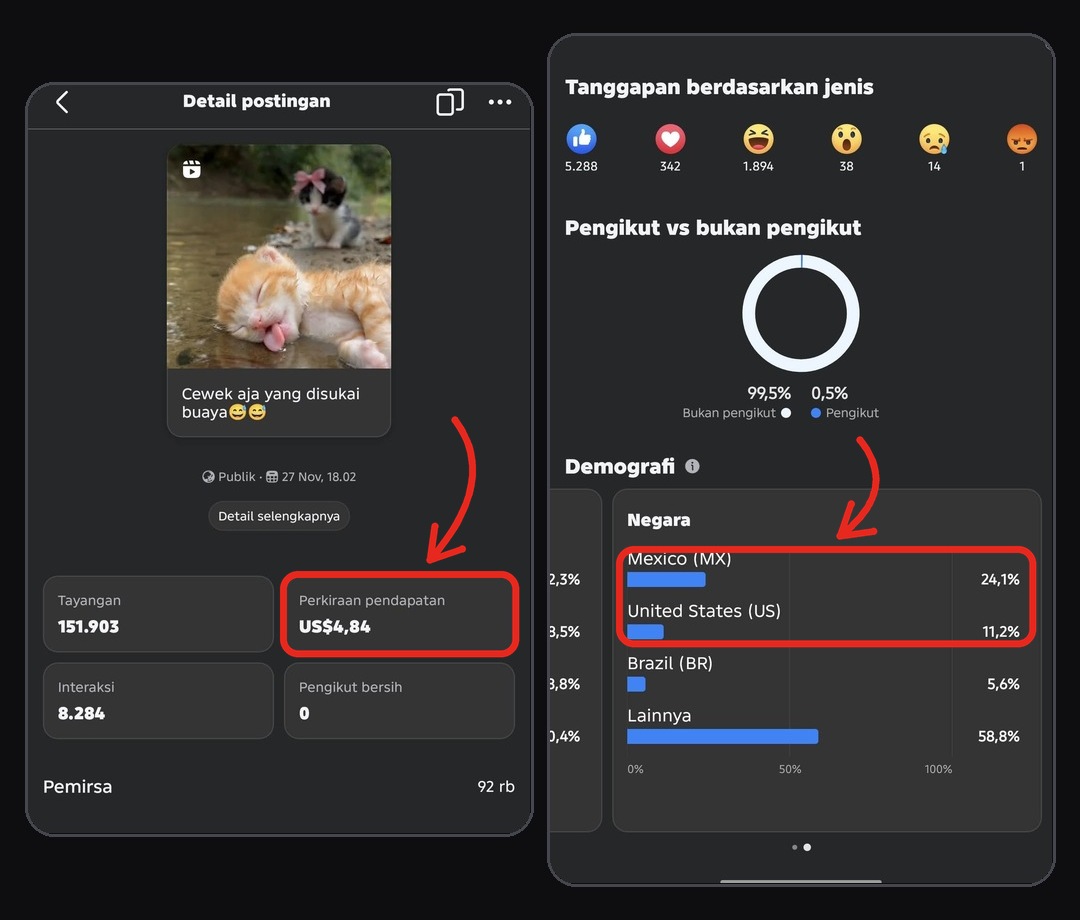 Detail postingan
Cewek aja yang disukai
buaya😅😅
Publik · 27 Nov, 18.02
Detail selengkapnya
Tayangan
151.903
Perkiraan pendapatan
US$4,84
Interaksi
8.284
Pengikut bersih
0
Pemirsa
92 rb
Tanggapan berdasarkan jenis
5.288
342
1.894
38
14
1
Pengikut vs bukan pengikut
99,5%
0,5%
Bukan pengikut
Pengikut
Demografi
Negara
Mexico (MX)
2,3%
24,1%
United States (US)
3,5%
11,2%
Brazil (BR)
3,8%
5,6%
Lainnya
0,4%
58,8%
0%
50%
100%